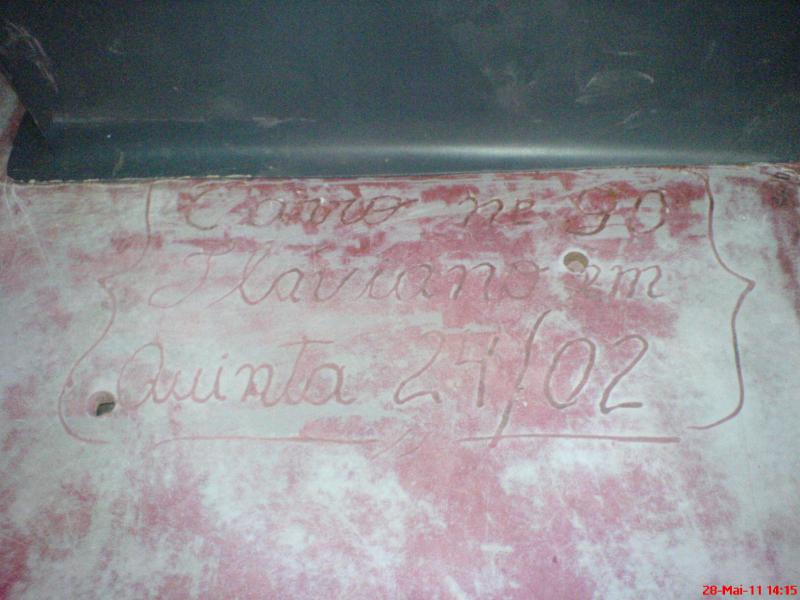 Carro nº 90
Flaviano em
Quinta 24/02
28-Mai-11 14:15